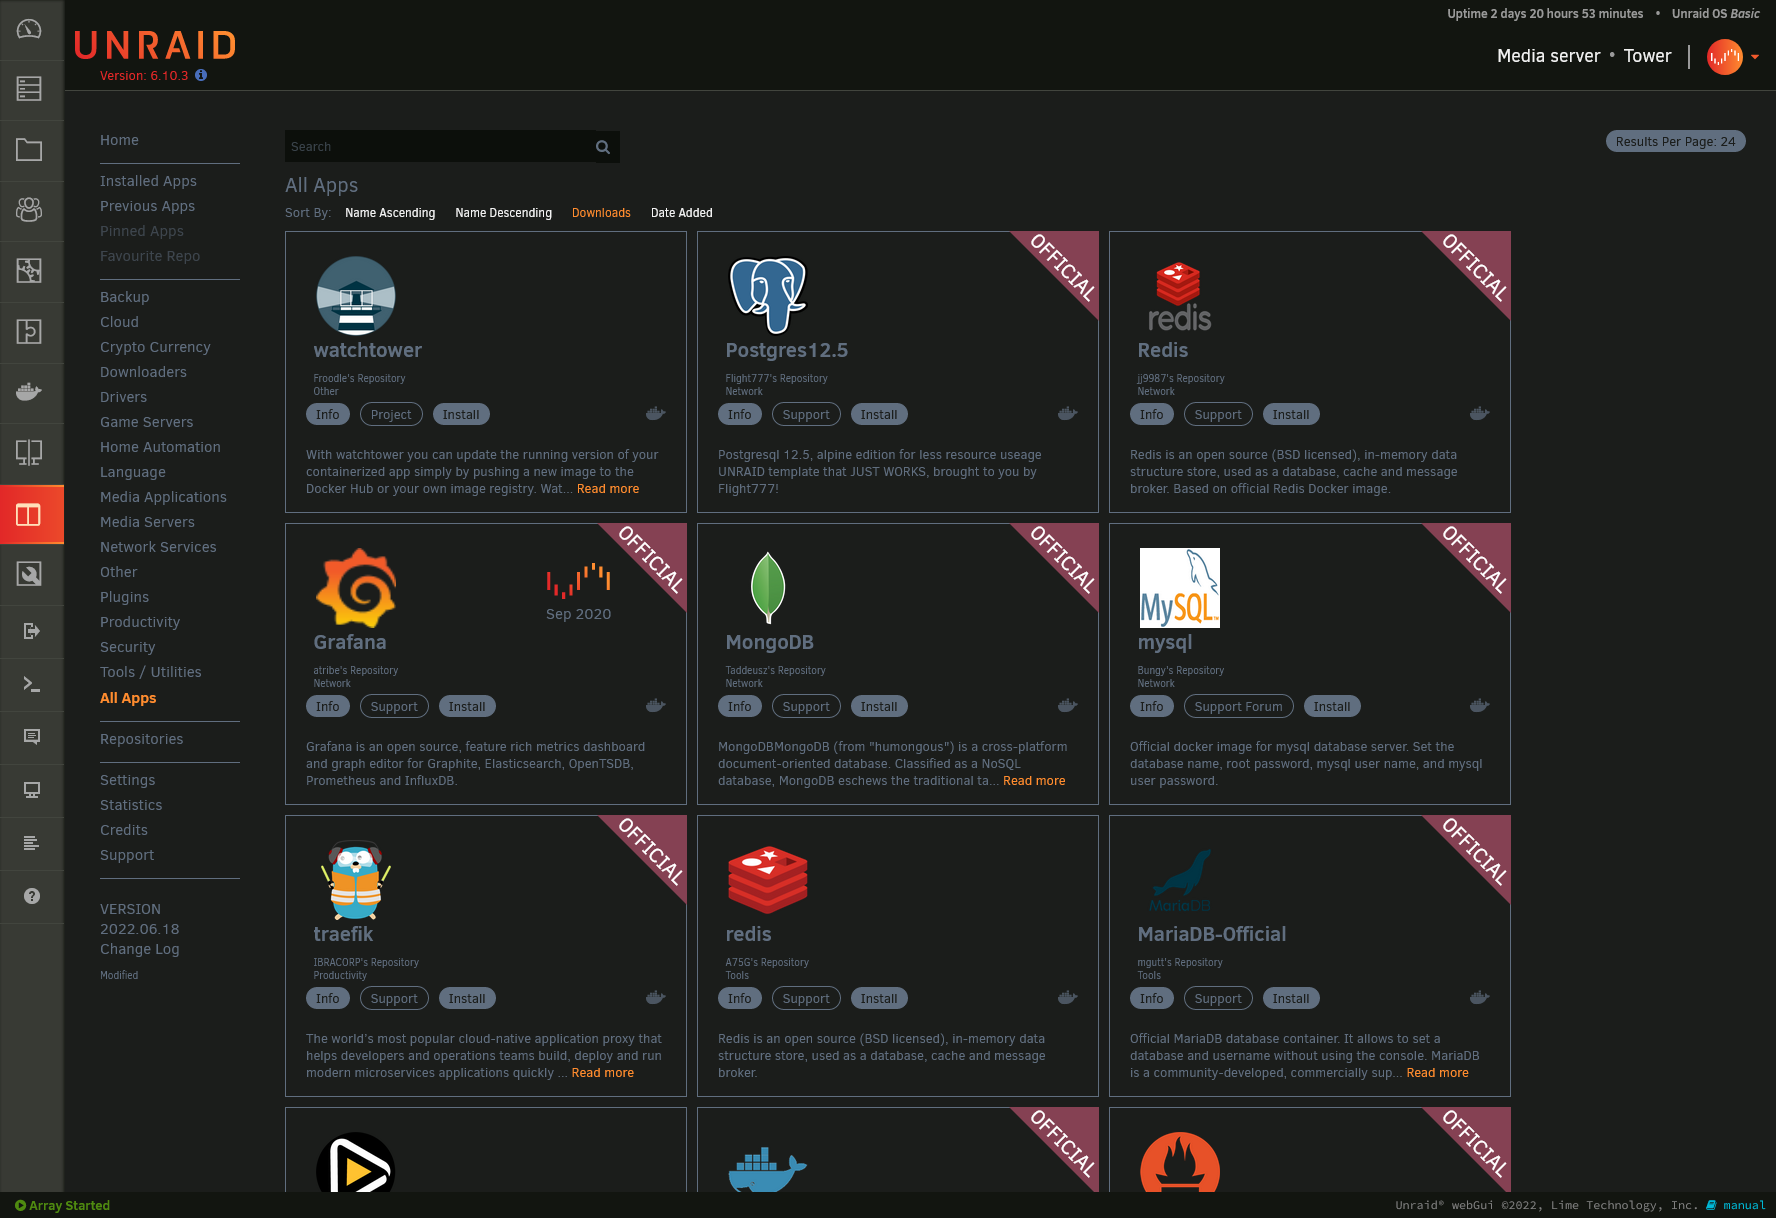 Uptime 2 days 20 hours 53 minutes • Unraid OS Basic
UNRAID
Version: 6.10.3
Media server • Tower
Home
Installed Apps
Previous Apps
Pinned Apps
Favourite Repo
Backup
Cloud
Crypto Currency
Downloaders
Drivers
Game Servers
Home Automation
Language
Media Applications
Media Servers
Network Services
Other
Plugins
Productivity
Security
Tools / Utilities
All Apps
Repositories
Settings
Statistics
Credits
Support
VERSION
2022.06.18
Change Log
Modified
Search
Results Per Page: 24
All Apps
Sort By: Name Ascending Name Descending Downloads Date Added
watchtower
Froodle's Repository
Other
Info Project Install
With watchtower you can update the running version of your
containerized app simply by pushing a new image to the
Docker Hub or your own image registry. Wat... Read more
OFFICIAL
Postgres12.5
Flight777's Repository
Network
Info Support Install
Postgresql 12.5, alpine edition for less resource useage
UNRAID template that JUST WORKS, brought to you by
Flight777!
OFFICIAL
redis
Redis
jj9987's Repository
Network
Info Support Install
Redis is an open source (BSD licensed), in-memory data
structure store, used as a database, cache and message
broker. Based on official Redis Docker image.
OFFICIAL
Sep 2020
Grafana
atribe's Repository
Network
Info Support Install
Grafana is an open source, feature rich metrics dashboard
and graph editor for Graphite, Elasticsearch, OpenTSDB,
Prometheus and InfluxDB.
OFFICIAL
MongoDB
Taddeusz's Repository
Network
Info Support Install
MongoDBMongoDB (from "humongous") is a cross-platform
document-oriented database. Classified as a NoSQL
database, MongoDB eschews the traditional ta... Read more
OFFICIAL
MySQL
mysql
Bungy's Repository
Network
Info Support Forum Install
Official docker image for mysql database server. Set the
database name, root password, mysql user name, and mysql
user password.
OFFICIAL
traefik
IBRACORP's Repository
Productivity
Info Support Install
The world's most popular cloud-native application proxy that
helps developers and operations teams build, deploy and run
modern microservices applications quickly ... Read more
redis
A75G's Repository
Tools
Info Support Install
Redis is an open source (BSD licensed), in-memory data
structure store, used as a database, cache and message
broker.
OFFICIAL
MariaDB
MariaDB-Official
mgutt's Repository
Tools
Info Support Install
Official MariaDB database container. It allows to set a
database and username without using the console. MariaDB
is a community-developed, commercially sup... Read more
OFFICIAL
OFFICIAL
Array Started
Unraid® webGui ©2022, Lime Technology, Inc. manual